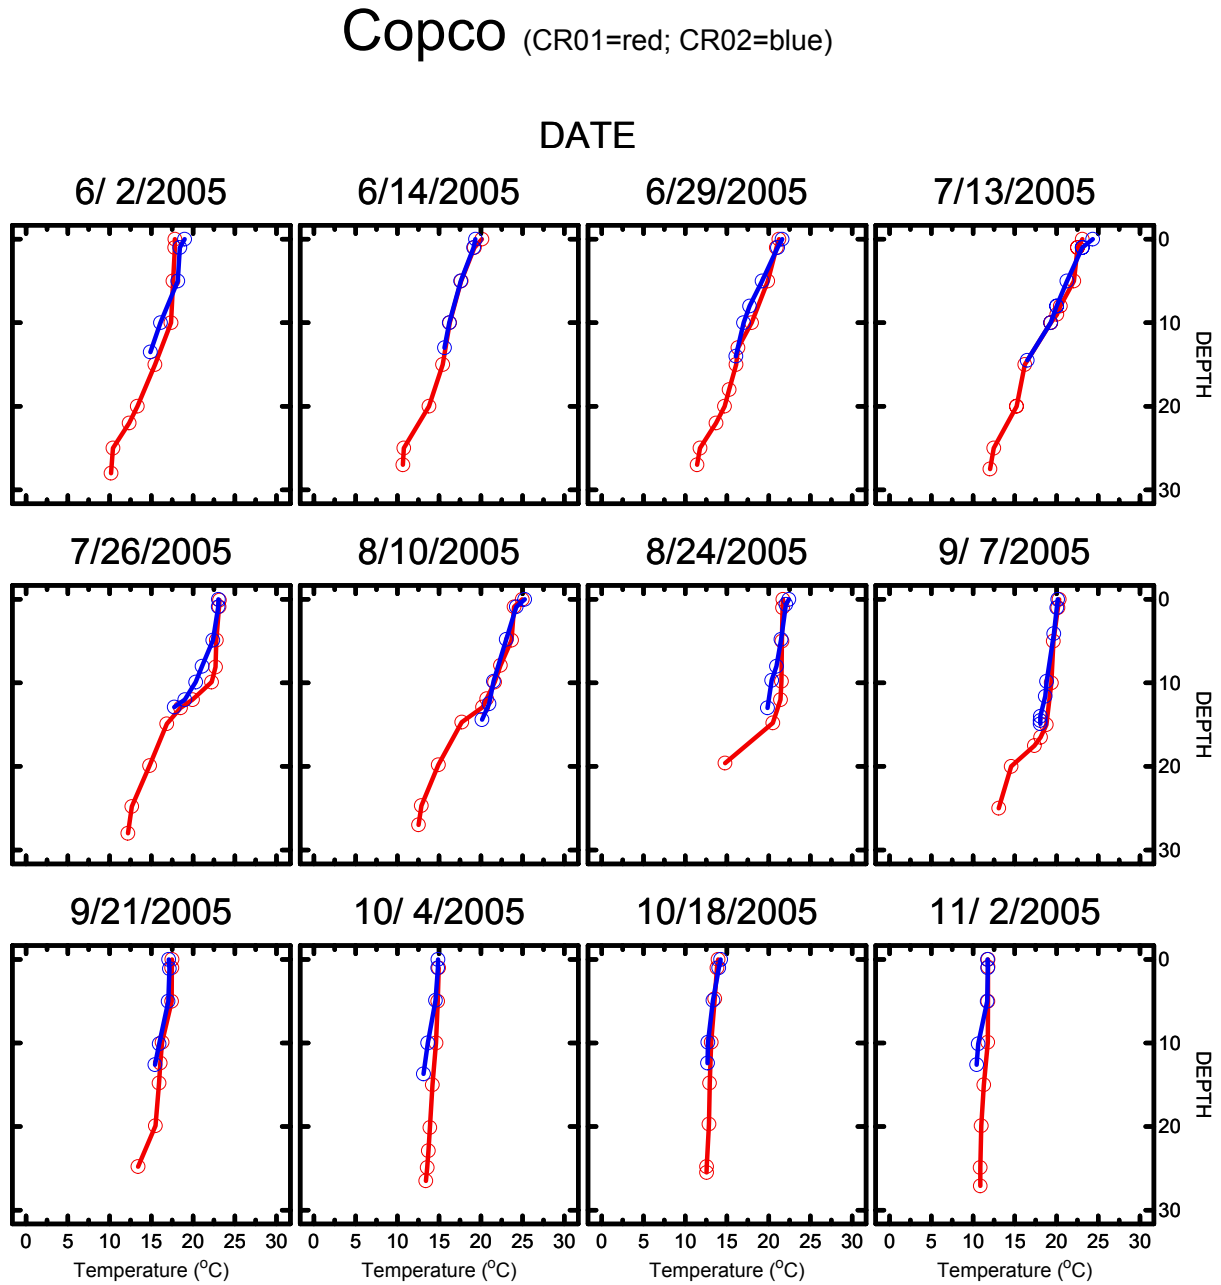 Copco (CR01=red; CR02=blue)
DATE
6/ 2/2005 6/14/2005 6/29/2005 7/13/2005
0
10
20
30
DEPTH
7/26/2005 8/10/2005 8/24/2005 9/ 7/2005
0
10
20
30
DEPTH
9/21/2005 10/ 4/2005 10/18/2005 11/ 2/2005
0
10
20
30
DEPTH
0 5 10 15 20 25 30 0 5 10 15 20 25 30 0 5 10 15 20 25 30 0 5 10 15 20 25 30
Temperature (°C) Temperature (°C) Temperature (°C) Temperature (°C)